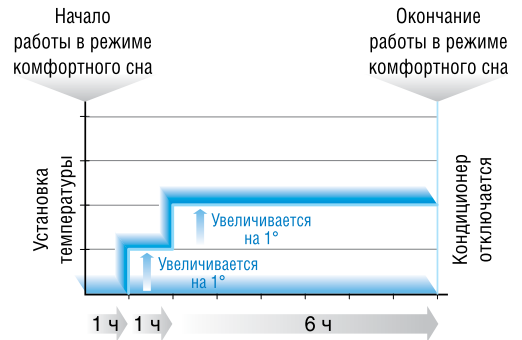 Начало
работы в режиме
комфортного сна
Окончание
работы в режиме
комфортного сна
Установка
температуры
Увеличивается
на 1°
Увеличивается
на 1°
Кондиционер
отключается
1 ч
1 ч
6 ч